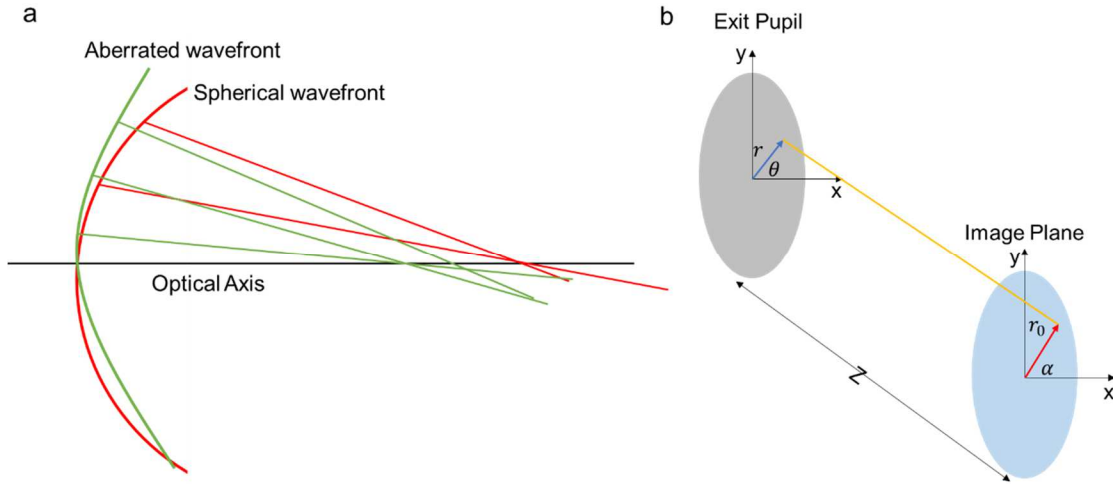 a
Aberrated wavefront
Spherical wavefront
Optical Axis
b
Exit Pupil
y
r
θ
x
Image Plane
y
r₀
α
x
Z